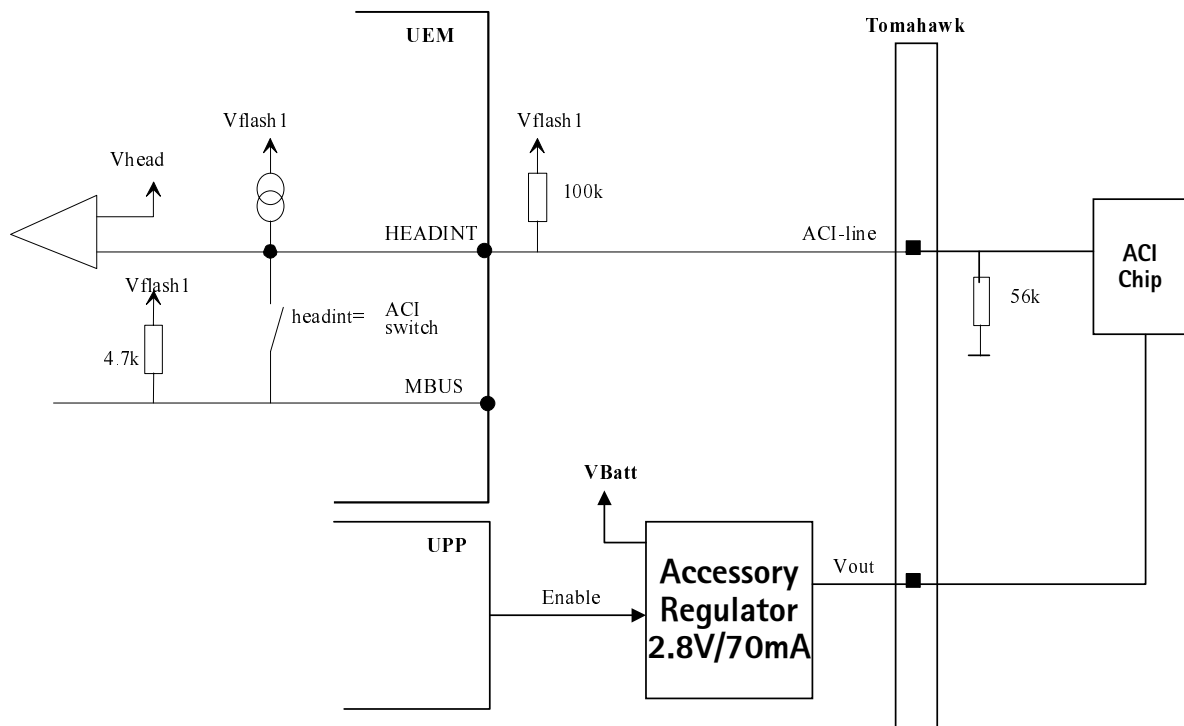 UEM
Tomahawk
Vflash1
Vflash1
Vhead
100k
HEADINT
ACI-line
ACI
Chip
Vflash1
headint=
ACI
switch
56k
4.7k
MBUS
VBatt
UPP
Accessory
Regulator
2.8V/70mA
Vout
Enable